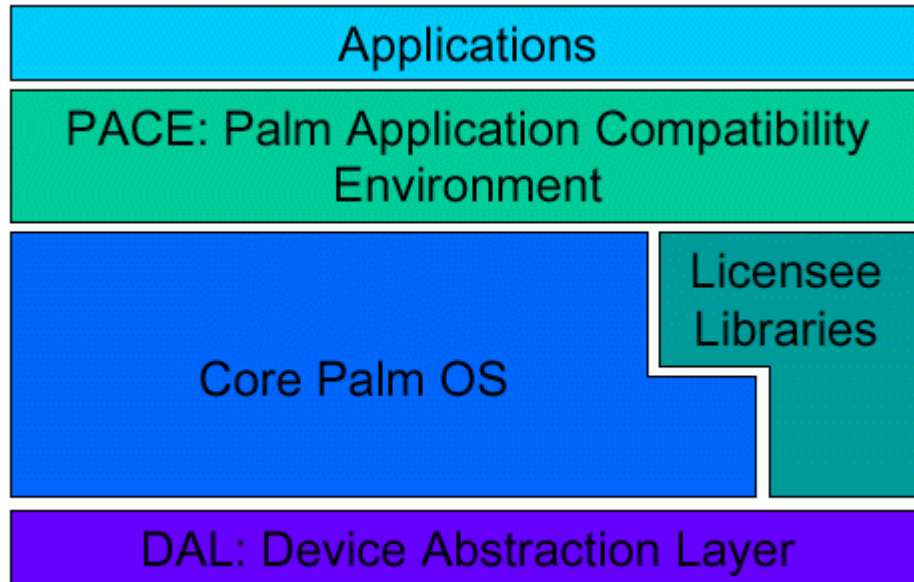 Applications
PACE: Palm Application Compatibility
Environment
Licensee
Libraries
Core Palm OS
DAL: Device Abstraction Layer